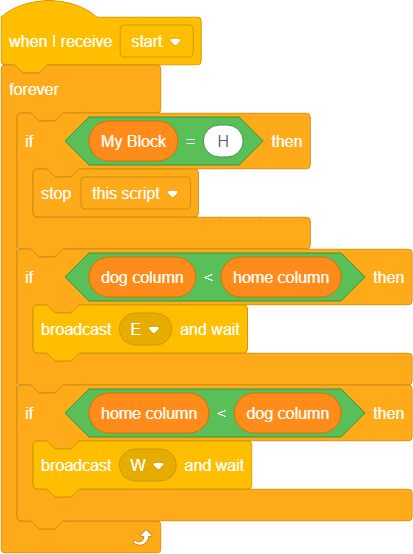 when I receive start
forever
if My Block = H then
stop this script
if dog column < home column then
broadcast E and wait
if home column < dog column then
broadcast W and wait